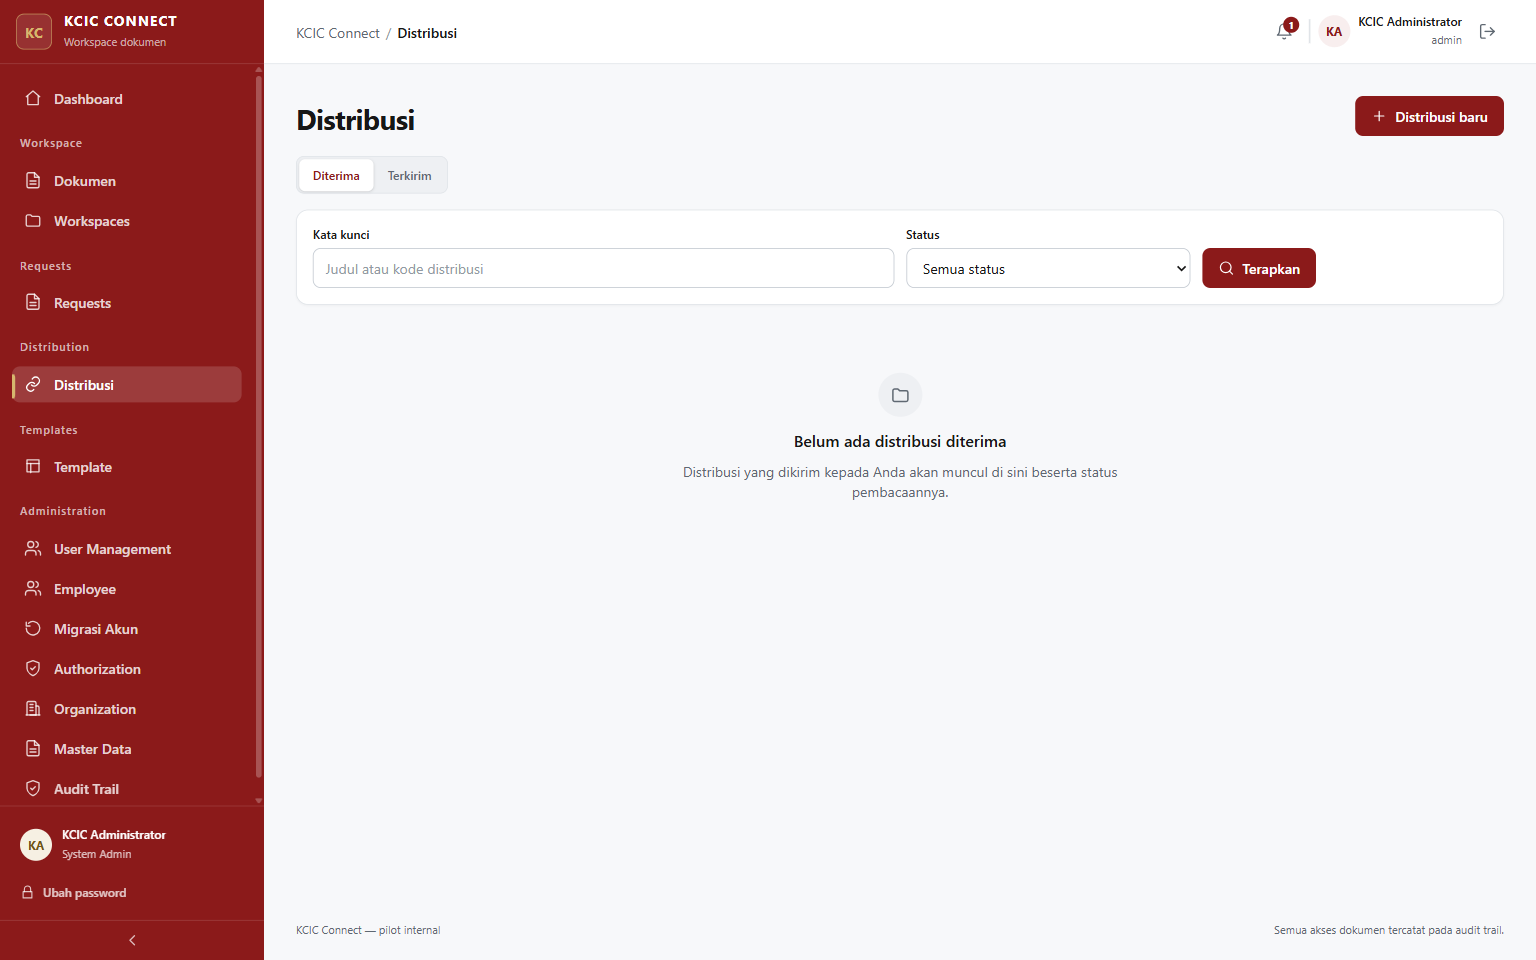 KC
KCIC CONNECT
Workspace dokumen
Dashboard
Workspace
Dokumen
Workspaces
Requests
Requests
Distribution
Distribusi
Templates
Template
Administration
User Management
Employee
Migrasi Akun
Authorization
Organization
Master Data
Audit Trail
KA
KCIC Administrator
System Admin
Ubah password
KCIC Connect / Distribusi
1
KA
KCIC Administrator
admin
Distribusi
Distribusi baru
Diterima
Terkirim
Kata kunci
Judul atau kode distribusi
Status
Semua status
Terapkan
Belum ada distribusi diterima
Distribusi yang dikirim kepada Anda akan muncul di sini beserta status
pembacaannya.
KCIC Connect — pilot internal
Semua akses dokumen tercatat pada audit trail.